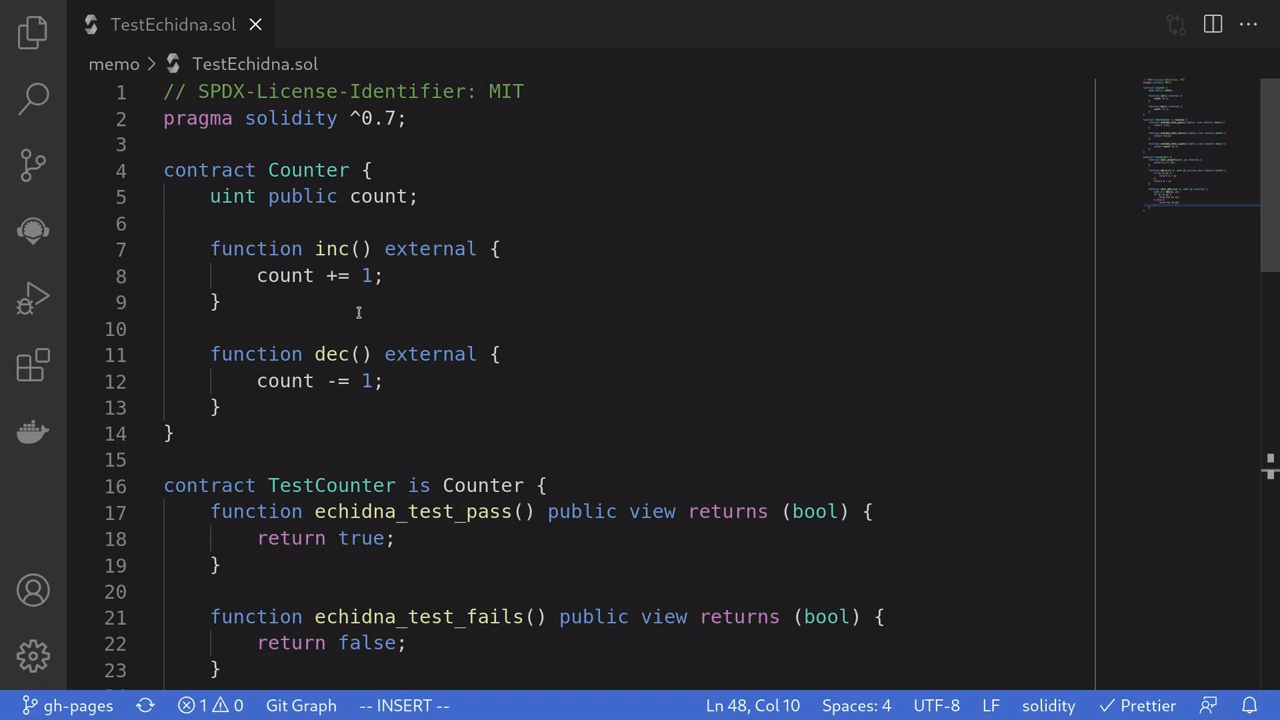 TestEchidna.sol
memo > TestEchidna.sol
1 // SPDX-License-Identifier: MIT
2 pragma solidity ^0.7;
3
4 contract Counter {
5     uint public count;
6
7     function inc() external {
8         count += 1;
9     }
10
11     function dec() external {
12         count -= 1;
13     }
14 }
15
16 contract TestCounter is Counter {
17     function echidna_test_pass() public view returns (bool) {
18         return true;
19     }
20
21     function echidna_test_fails() public view returns (bool) {
22         return false;
23     }
gh-pages 1 0 Git Graph -- INSERT -- Ln 48, Col 10 Spaces: 4 UTF-8 LF solidity Prettier